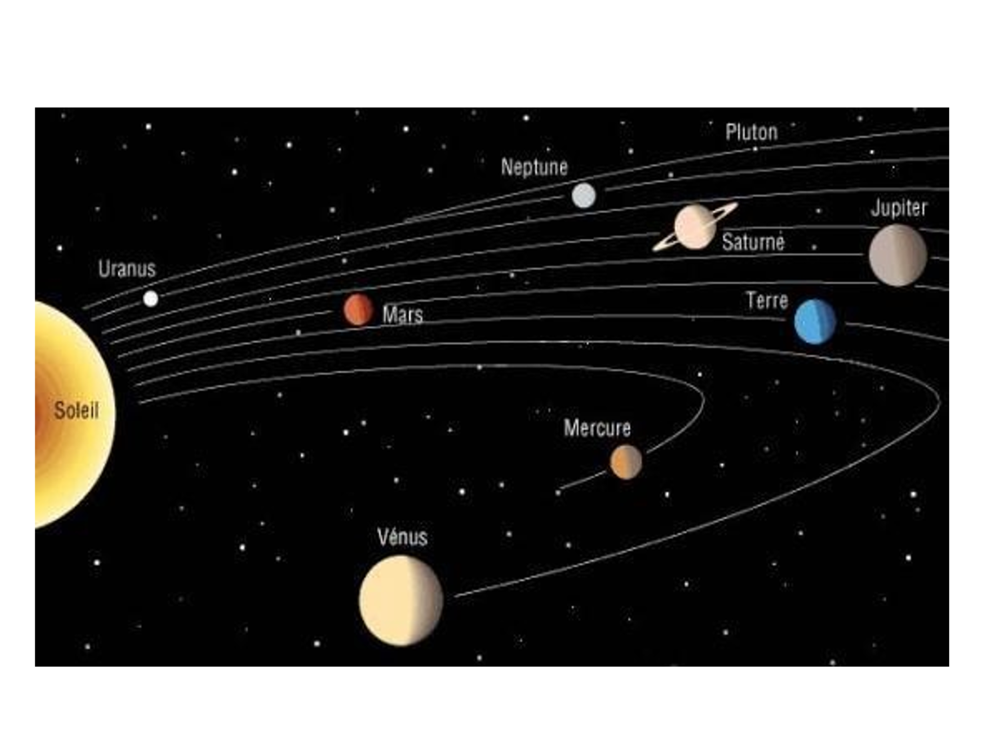 Pluton
Neptune
Jupiter
Saturne
Uranus
Terre
Mars
Soleil
Mercure
Vénus